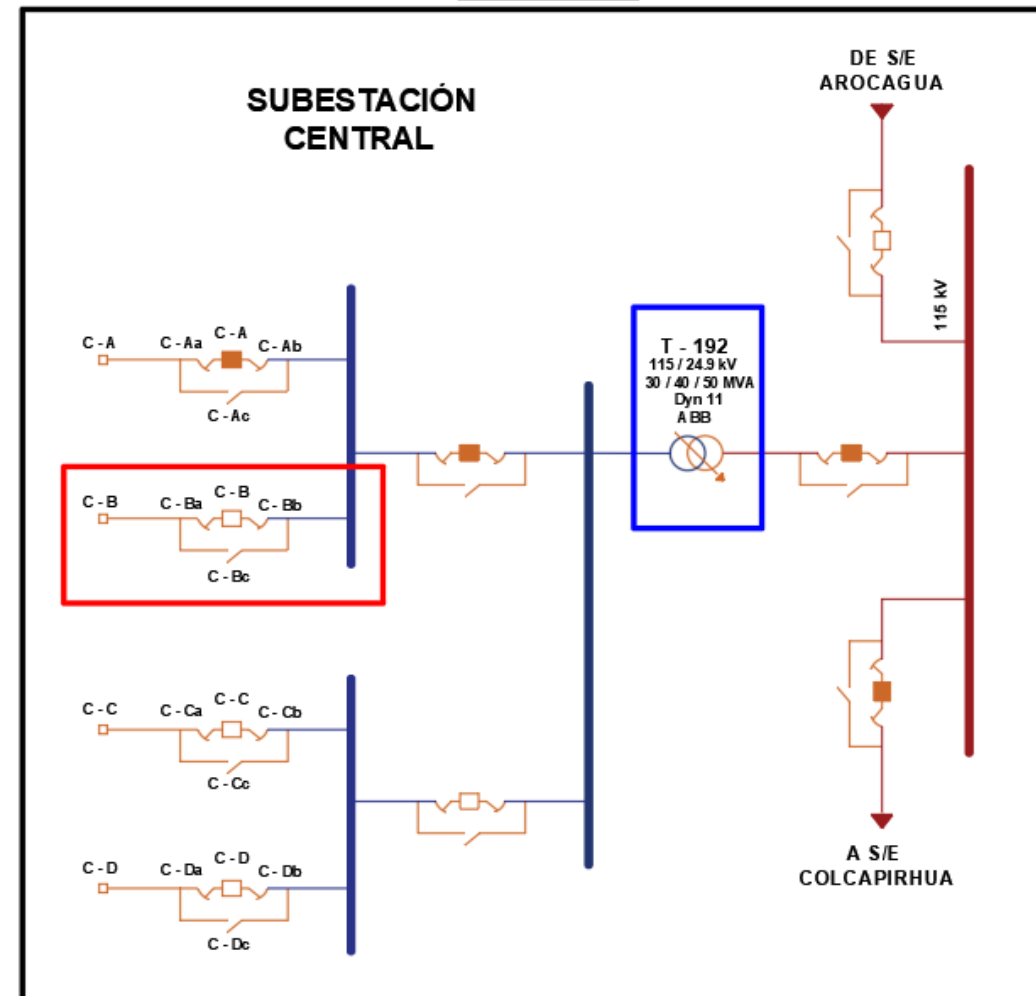 SUBESTACIÓN
CENTRAL
DE S/E
AROCAGUA
115 kV
T - 192
115 / 24.9 kV
30 / 40 / 50 MVA
Dyn 11
ABB
C - A
C - Aa
C - A
C - Ab
C - Ac
C - B
C - Ba
C - B
C - Bb
C - Bc
C - C
C - Ca
C - C
C - Cb
C - Cc
C - D
C - Da
C - D
C - Db
C - Dc
A S/E
COLCAPIRHUA